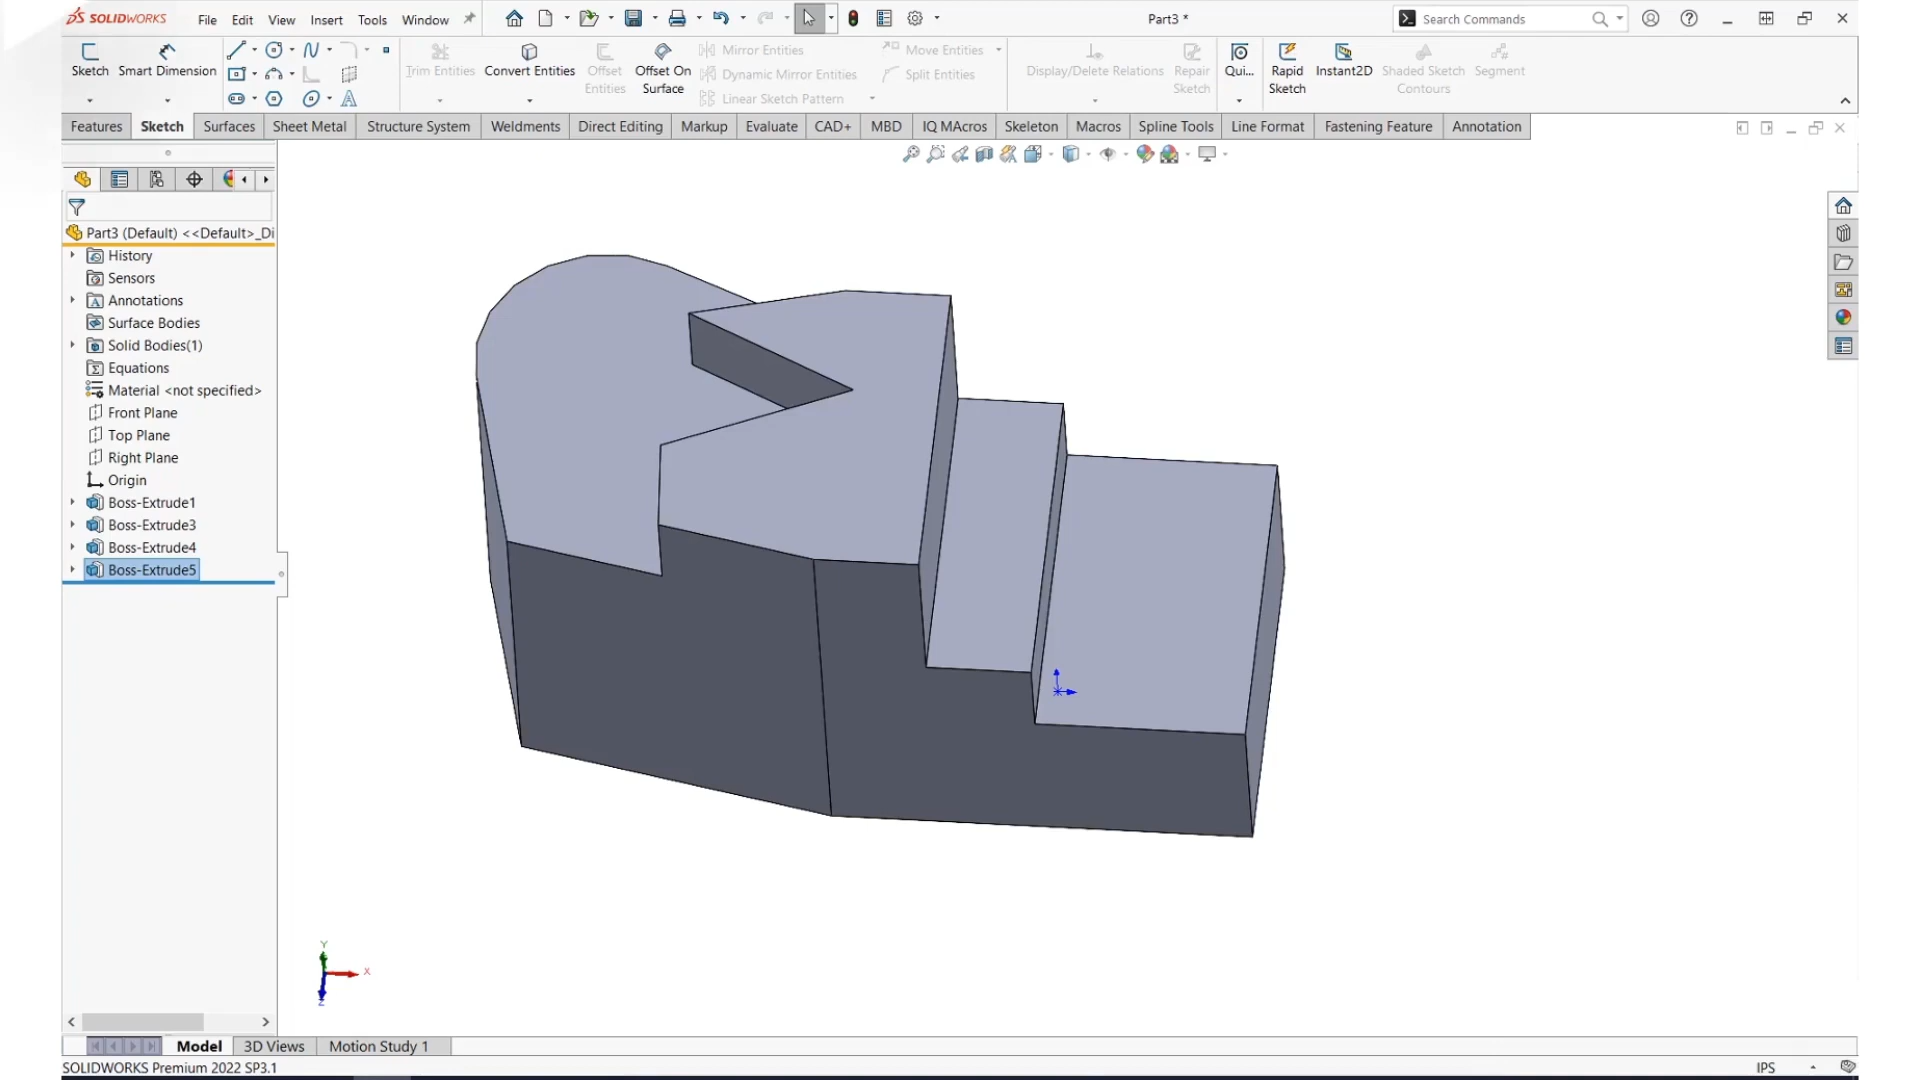 SOLIDWORKS File Edit View Insert Tools Window Part3 * Search Commands
Sketch Smart Dimension Trim Entities Convert Entities Offset Entities Offset On Surface Mirror Entities Move Entities Display/Delete Relations Repair Sketch Qui... Rapid Sketch Instant2D Shaded Sketch Contours Segment
Dynamic Mirror Entities Split Entities
Linear Sketch Pattern
Features Sketch Surfaces Sheet Metal Structure System Weldments Direct Editing Markup Evaluate CAD+ MBD IQ MAcros Skeleton Macros Spline Tools Line Format Fastening Feature Annotation
Part3 (Default) <<Default>_Di
History
Sensors
Annotations
Surface Bodies
Solid Bodies(1)
Equations
Material <not specified>
Front Plane
Top Plane
Right Plane
Origin
Boss-Extrude1
Boss-Extrude3
Boss-Extrude4
Boss-Extrude5
Y
X
Z
Model 3D Views Motion Study 1
SOLIDWORKS Premium 2022 SP3.1 IPS